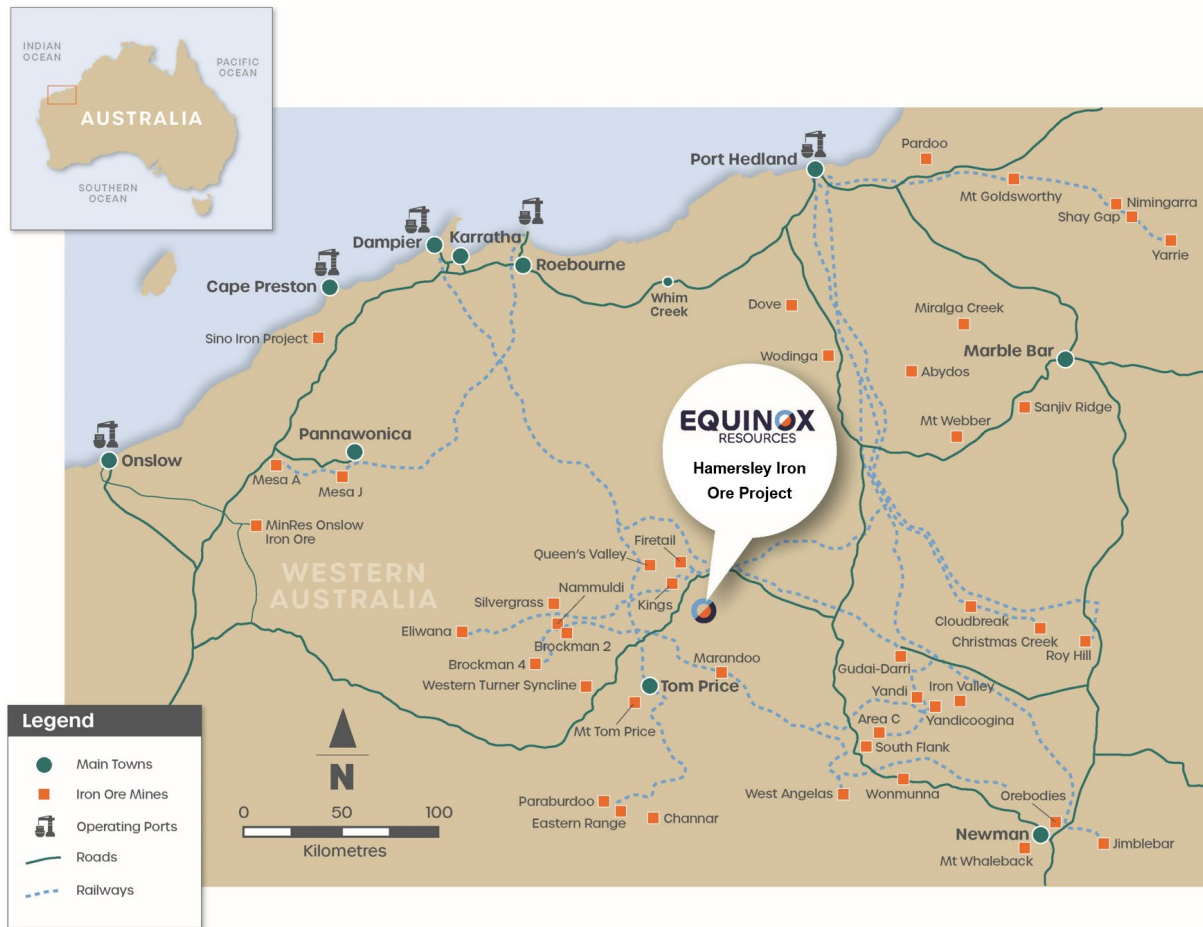 INDIAN
OCEAN
PACIFIC
OCEAN
AUSTRALIA
SOUTHERN
OCEAN
Port Hedland
Pardoo
Mt Goldsworthy
Nimingarra
Shay Gap
Yarrie
Dampier
Karratha
Roebourne
Cape Preston
Whim
Creek
Dove
Miralga Creek
Sino Iron Project
Wodinga
Marble Bar
Abydos
EQUINOX
RESOURCES
Hamersley Iron
Ore Project
Sanjiv Ridge
Mt Webber
Pannawonica
Onslow
Mesa A
Mesa J
MinRes Onslow
Iron Ore
WESTERN
AUSTRALIA
Firetail
Queen's Valley
Nammuldi
Silvergrass
Kings
Eliwana
Brockman 2
Cloudbreak
Christmas Creek
Roy Hill
Brockman 4
Marandoo
Gudai-Darri
Western Turner Syncline
Tom Price
Yandi
Iron Valley
Yandicoogina
Mt Tom Price
Area C
South Flank
Paraburdoo
Eastern Range
Channar
West Angelas
Wonmunna
Orebodies
Newman
Mt Whaleback
Jimblebar
Legend
Main Towns
Iron Ore Mines
Operating Ports
Roads
Railways
N
0 50 100
Kilometres